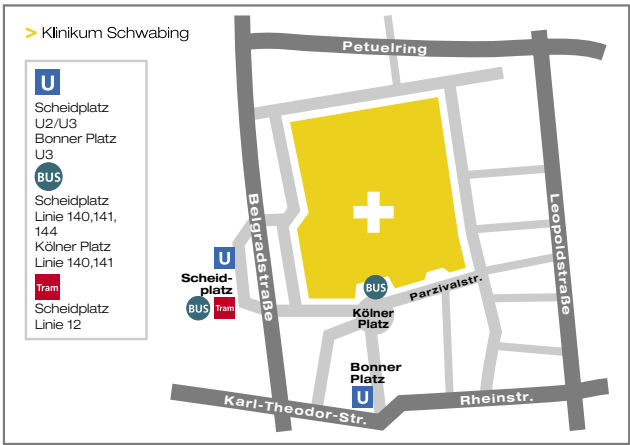 > Klinikum Schwabing
U
Scheidplatz
U2/U3
Bonner Platz
U3
BUS
Scheidplatz
Linie 140,141,
144
Kölner Platz
Linie 140,141
Tram
Scheidplatz
Linie 12
Petuelring
Belgradstraße
Leopoldstraße
U
Scheid-
platz
BUS
Tram
BUS
Kölner
Platz
Parzivalstr.
Bonner
Platz
U
Karl-Theodor-Str.
Rheinstr.